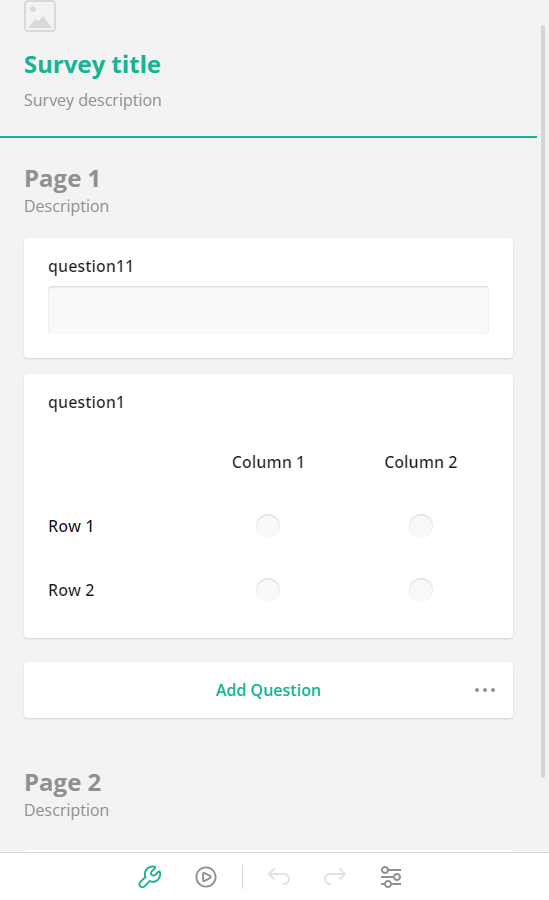 Survey title
Survey description
Page 1
Description
question11
question1
Column 1 Column 2
Row 1
Row 2
Add Question
Page 2
Description